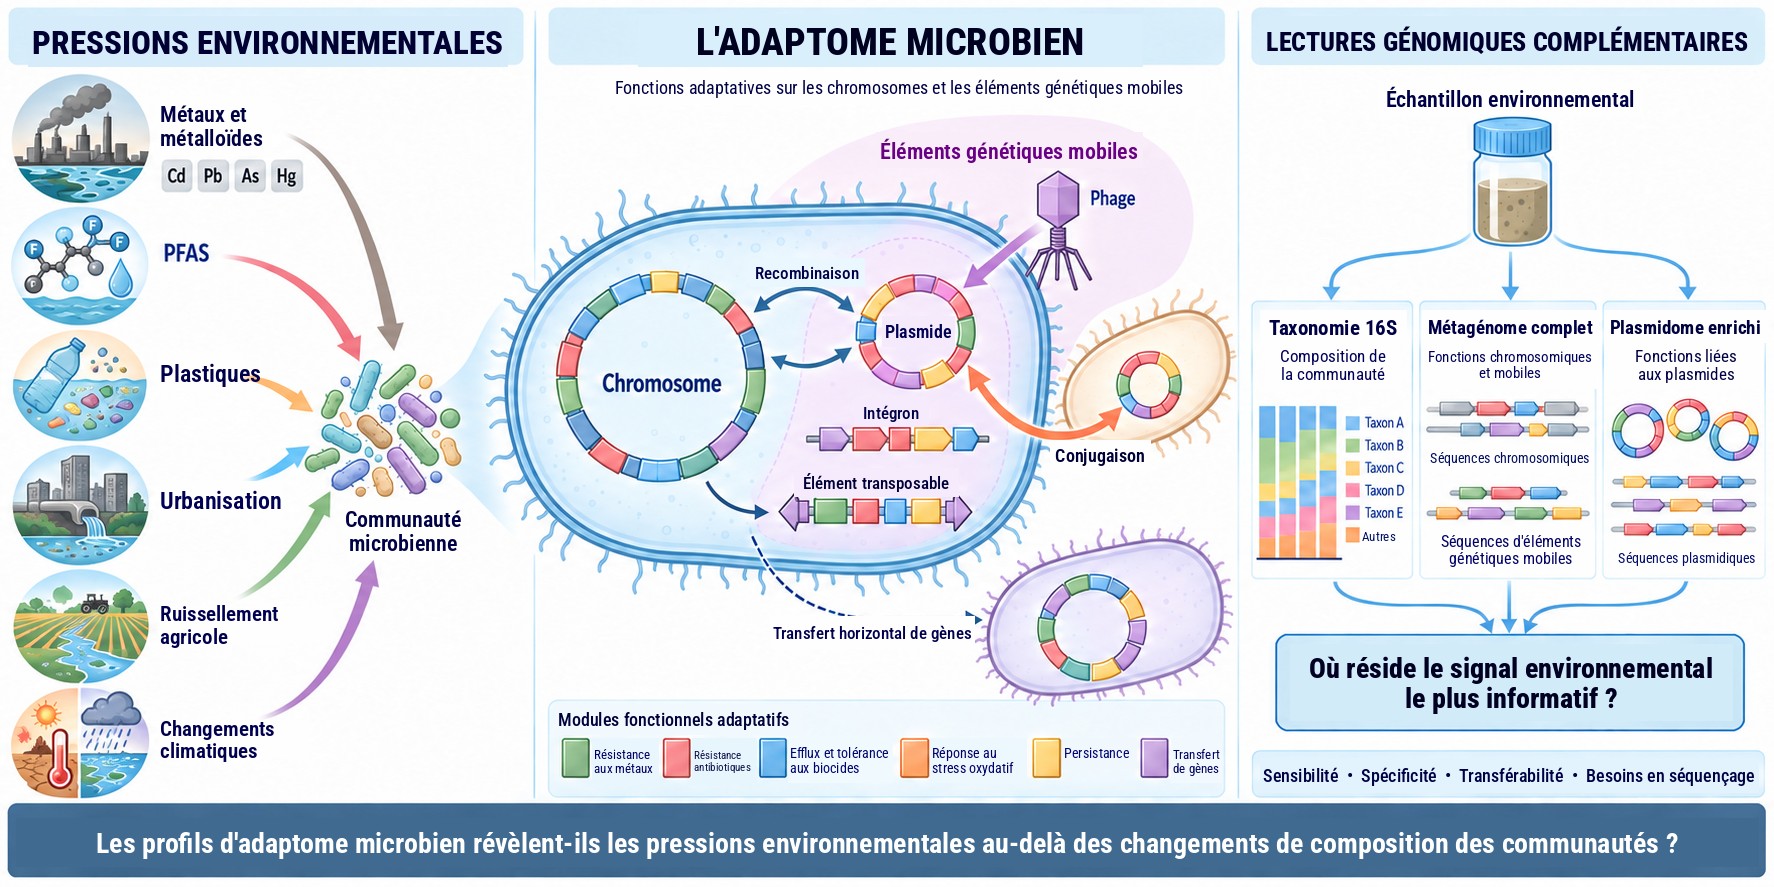 PRESSIONS ENVIRONNEMENTALES
Métaux et
métalloïdes
Cd Pb As Hg
F F F F F
PFAS
Plastiques
Urbanisation
Ruissellement
agricole
Changements
climatiques
Communauté
microbienne
L'ADAPTOME MICROBIEN
Fonctions adaptatives sur les chromosomes et les éléments génétiques mobiles
Éléments génétiques mobiles
Phage
Recombinaison
Plasmide
Chromosome
Intégron
Élément transposable
Conjugaison
Transfert horizontal de gènes
Modules fonctionnels adaptatifs
Résistance
aux métaux
Résistance
antibiotiques
Efflux et tolérance
aux biocides
Réponse au
stress oxydatif
Persistance
Transfert
de gènes
LECTURES GÉNOMIQUES COMPLÉMENTAIRES
Échantillon environnemental
Taxonomie 16S
Composition de
la communauté
Taxon A
Taxon B
Taxon C
Taxon D
Taxon E
Autres
Métagénome complet
Fonctions chromosomiques
et mobiles
Séquences chromosomiques
Séquences d'éléments
génétiques mobiles
Plasmidome enrichi
Fonctions liées
aux plasmides
Séquences plasmidiques
Où réside le signal environnemental
le plus informatif ?
Sensibilité • Spécificité • Transférabilité • Besoins en séquençage
Les profils d'adaptome microbien révèlent-ils les pressions environnementales au-delà des changements de composition des communautés ?